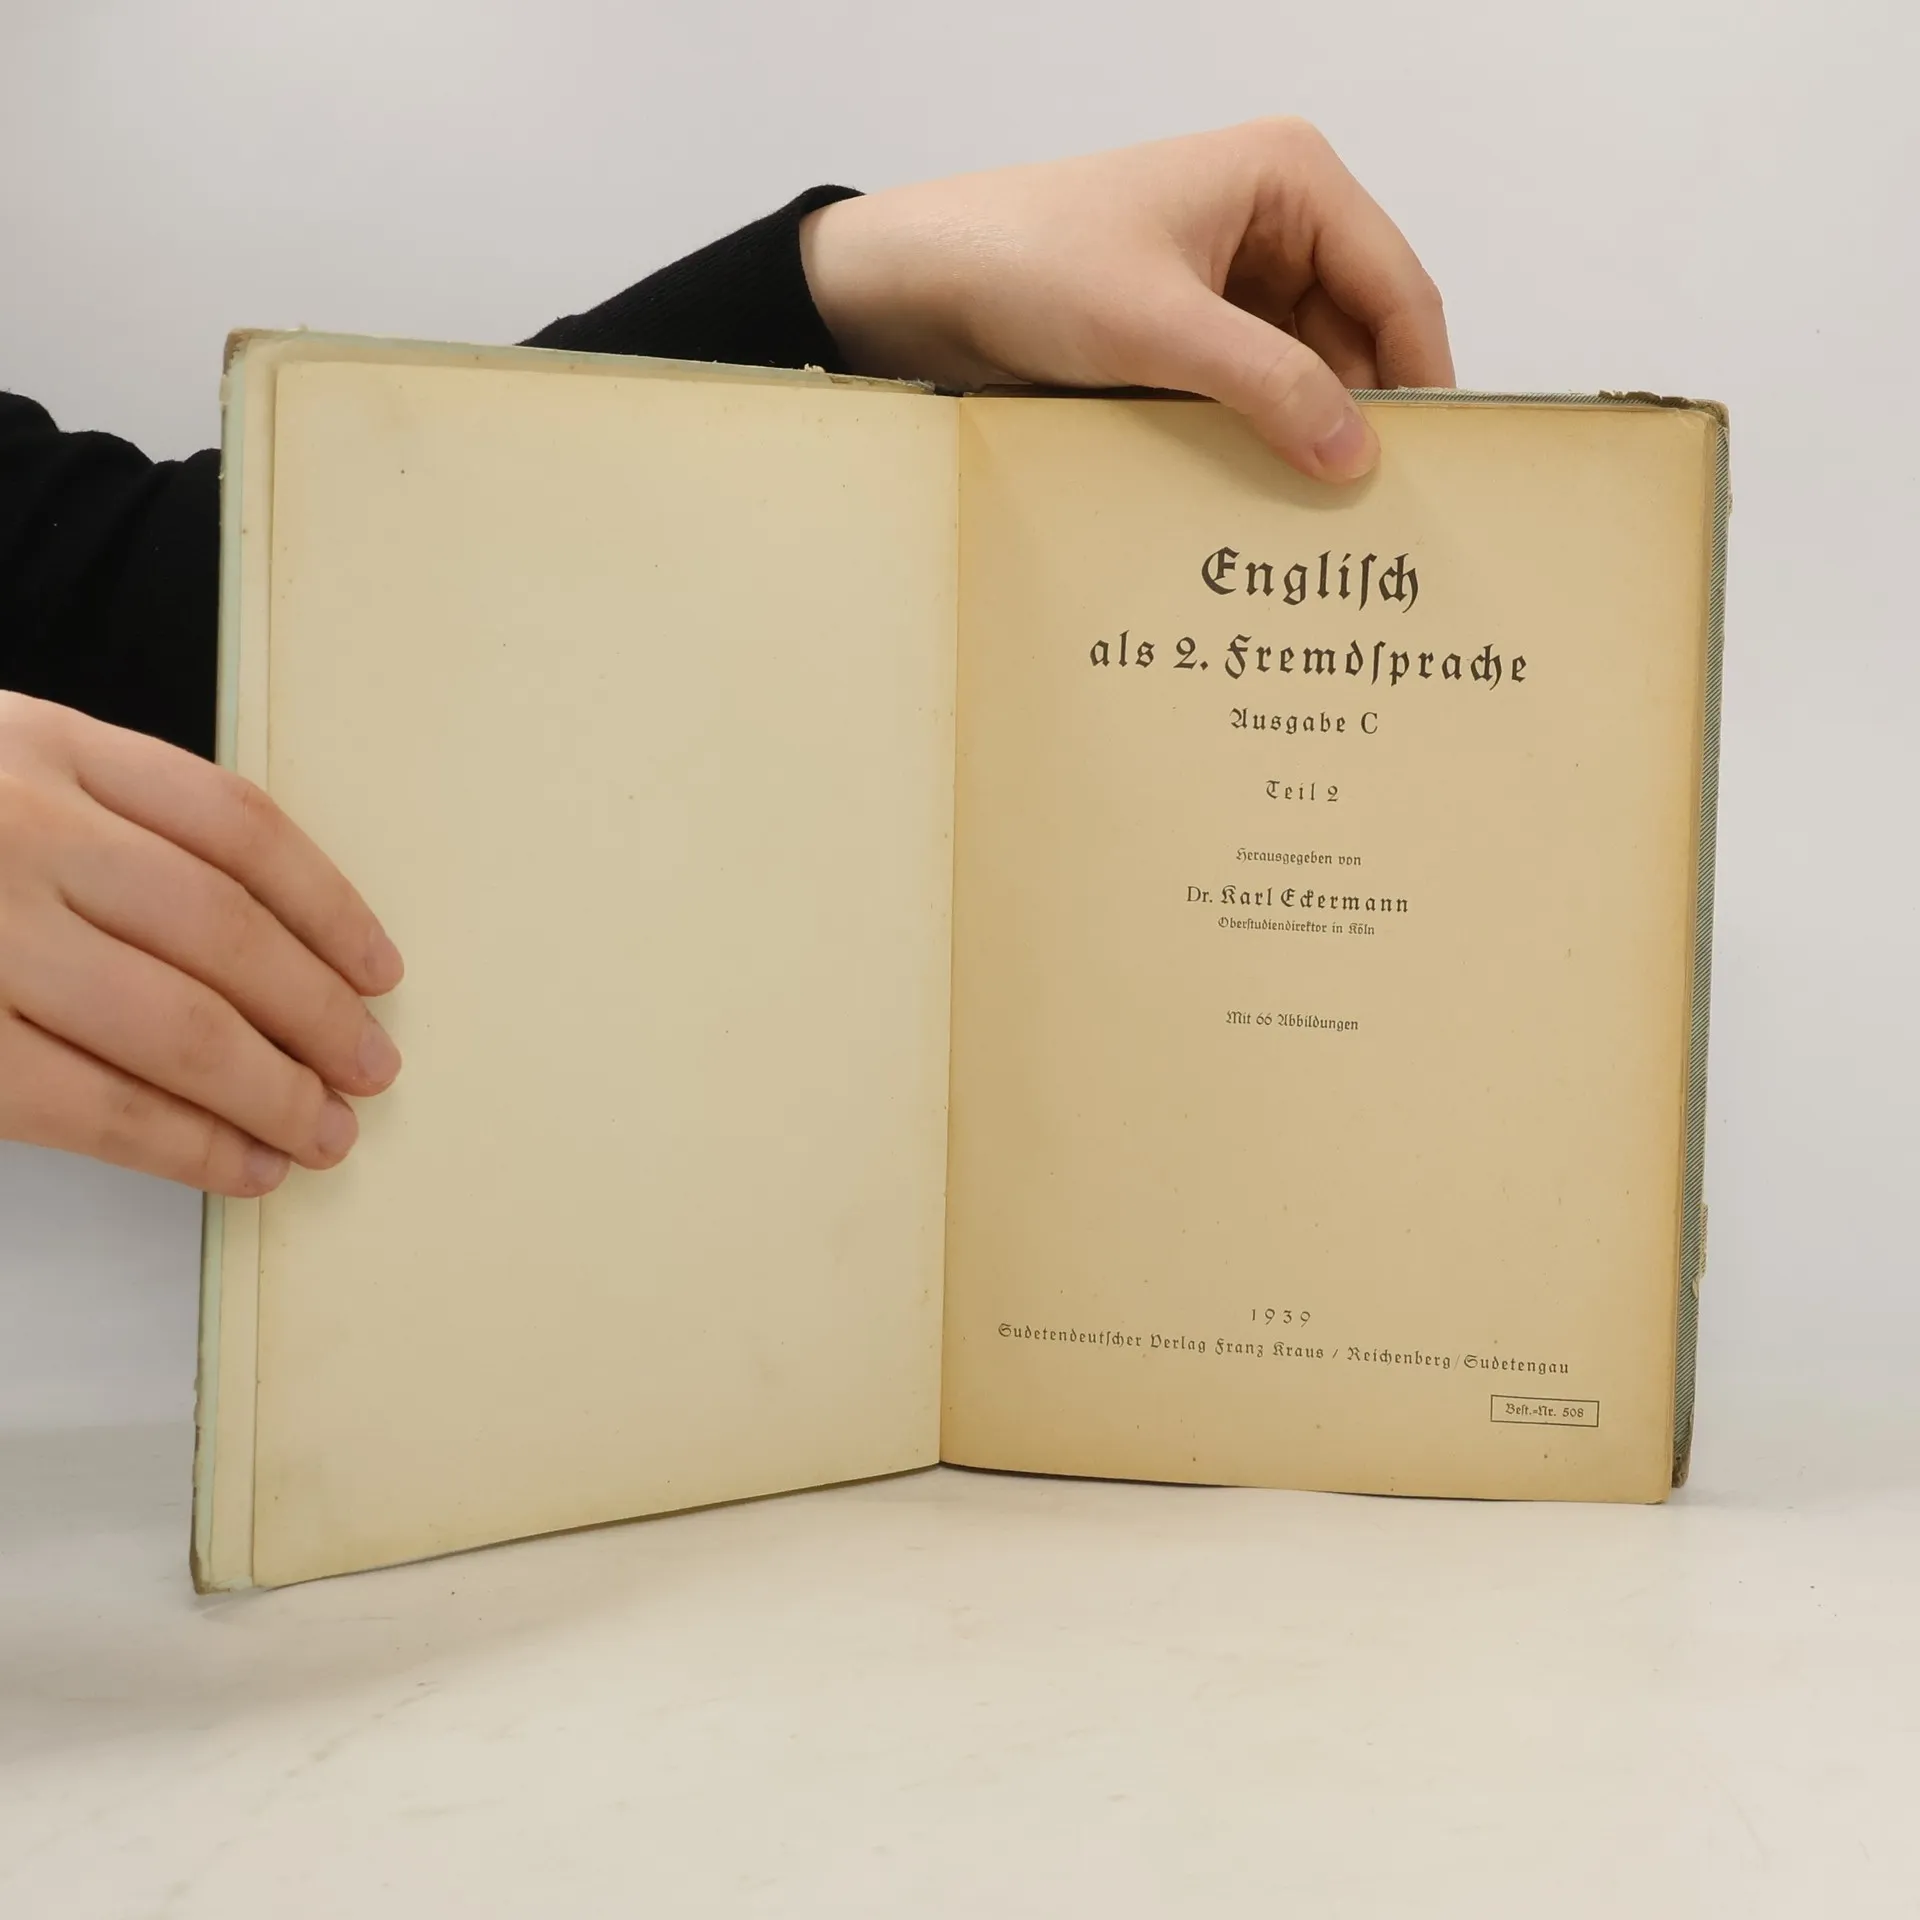 Engliſch
als 2. Fremdſprache
Ausgabe C
Teil 2
Herausgegeben von
Dr. Karl Eckermann
Oberſtudiendirektor in Köln
Mit 66 Abbildungen
1939
Sudetendeutſcher Verlag Franz Kraus / Reichenberg/Sudetengau
Beſt.=Nr. 508